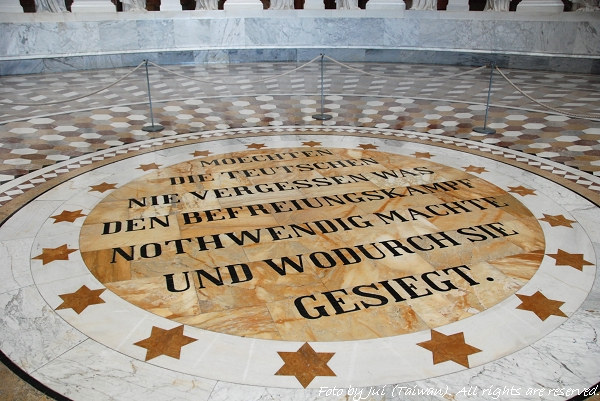 MOECHTEN
DIE TEUTSCHEN
NIE VERGESSEN WAS
DEN BEFREIUNGSKAMPF
NOTHWENDIG MACHTE
UND WODURCH SIE
GESIEGT.
Foto by jui (Taiwan). All rights are reserved.